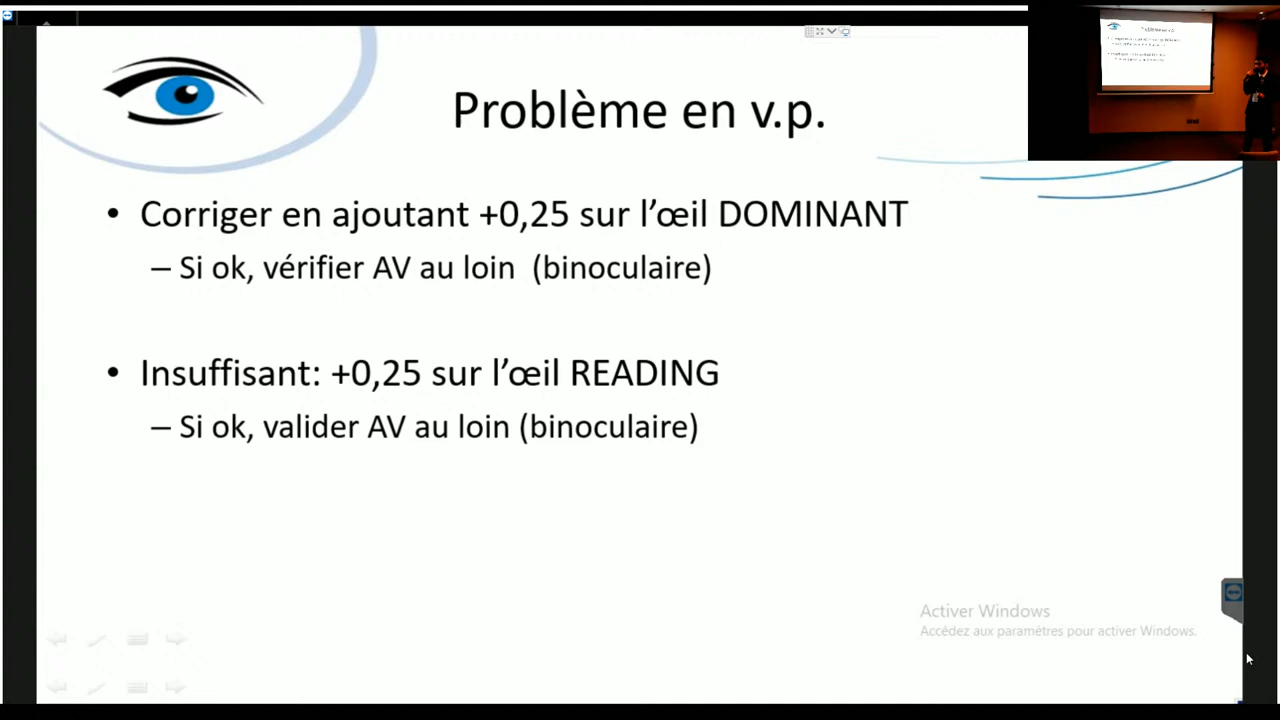 Problème en v.p.
• Corriger en ajoutant +0,25 sur l’œil DOMINANT
– Si ok, vérifier AV au loin (binoculaire)
• Insuffisant: +0,25 sur l’œil READING
– Si ok, valider AV au loin (binoculaire)
Activer Windows
Accédez aux paramètres pour activer Windows.